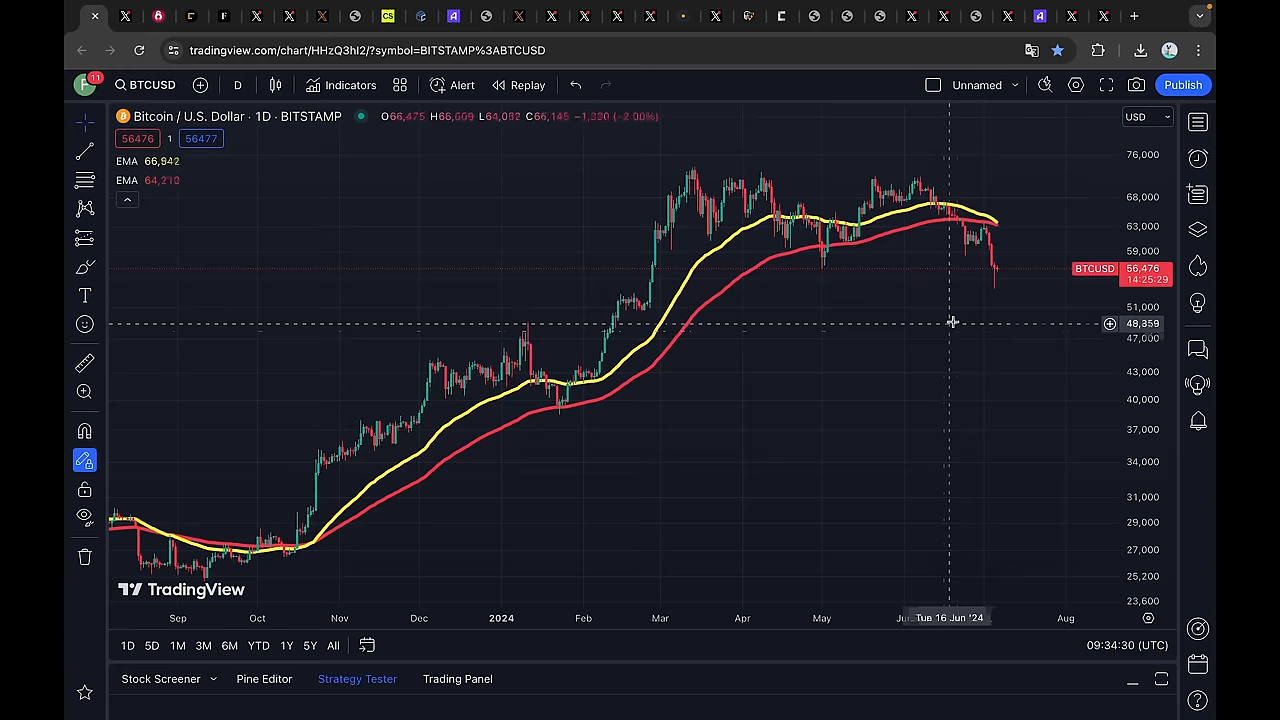 tradingview.com/chart/HHzQ3hI2/?symbol=BITSTAMP%3ABTCUSD
11 BTCUSD D Indicators Alert Replay Unnamed Publish
Bitcoin / U.S. Dollar · 1D · BITSTAMP O66,475 H66,609 L64,082 C66,145 −1,320 (−2.00%) USD
56476 1 56477
EMA 66,942
EMA 64,210
76,000
68,000
63,000
59,000
BTCUSD 56,476
14:25:29
51,000
48,359
47,000
43,000
40,000
37,000
34,000
31,000
29,000
27,000
25,200
23,600
TradingView
Sep Oct Nov Dec 2024 Feb Mar Apr May 16 Jun '24 Aug
1D 5D 1M 3M 6M YTD 1Y 5Y All 09:34:30 (UTC)
Stock Screener Pine Editor Strategy Tester Trading Panel